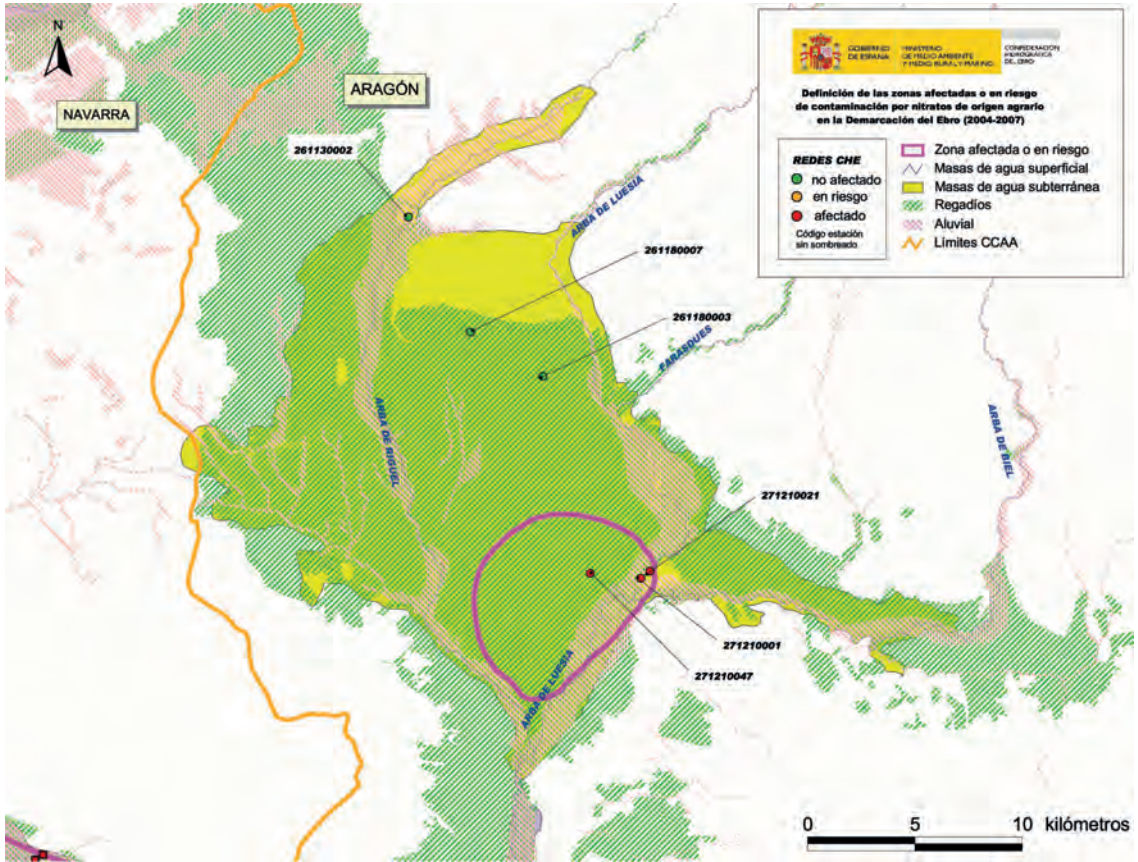 N
NAVARRA
ARAGÓN
261130002
ARBA DE LUESIA
261180007
261180003
FARASDUES
ARBA DE RIGUEL
ARBA DE BIEL
271210021
271210001
271210047
ARBA DE LUESIA
GOBIERNO
DE ESPAÑA
MINISTERIO
DE MEDIO AMBIENTE
Y MEDIO RURAL Y MARINO
CONFEDERACIÓN
HIDROGRÁFICA
DEL EBRO
Definición de las zonas afectadas o en riesgo
de contaminación por nitratos de origen agrario
en la Demarcación del Ebro (2004-2007)
REDES CHE
no afectado
en riesgo
afectado
Código estación
sin sombreado
Zona afectada o en riesgo
Masas de agua superficial
Masas de agua subterránea
Regadíos
Aluvial
Límites CCAA
0 5 10 kilómetros